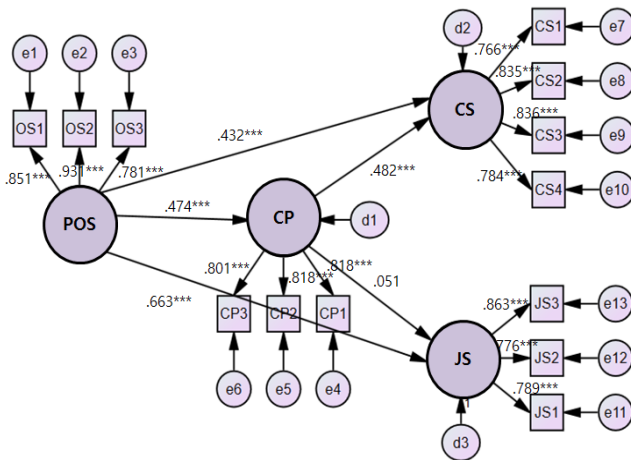 e1
e2
e3
d2
CS1
e7
.766***
.835***
CS2
e8
OS1
OS2
OS3
CS
.836***
CS3
e9
.432***
.851***
.931***
.781***
.482***
.784***
CS4
e10
POS
.474***
CP
d1
.801***
.818***
.818***
.051
.663***
CP3
CP2
CP1
.863***
JS3
e13
JS
.776***
JS2
e12
e6
e5
e4
.789***
1
JS1
e11
d3